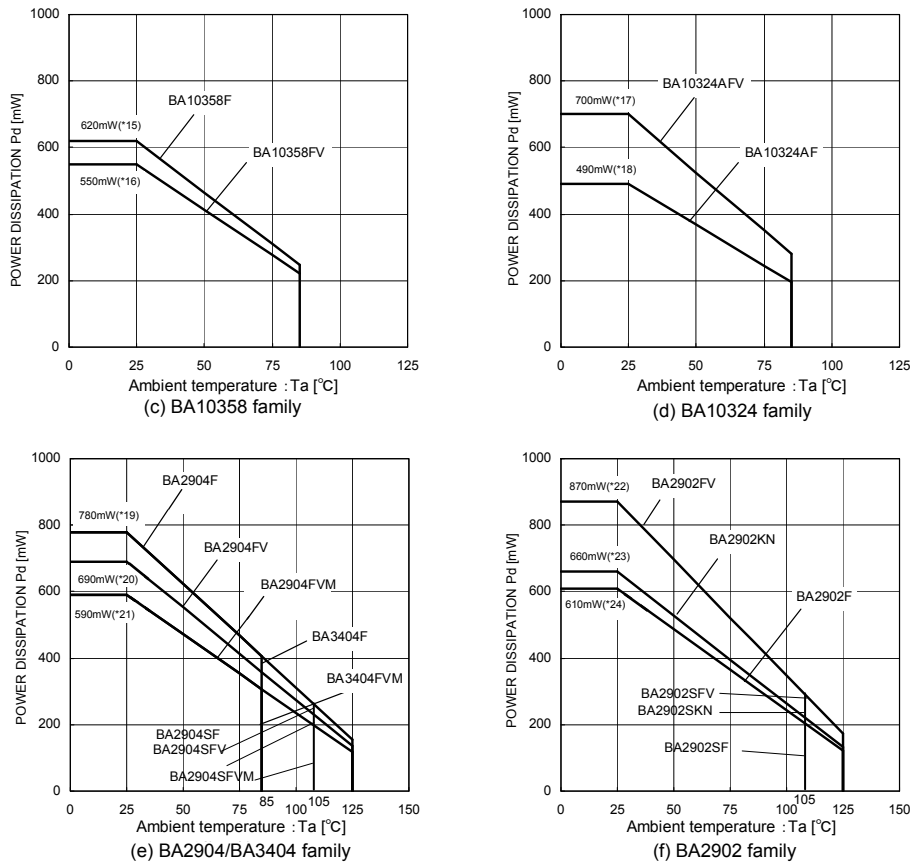 1000
800
600
400
200
0
POWER DISSIPATION Pd [mW]
620mW(*15)
550mW(*16)
BA10358F
BA10358FV
0 25 50 75 100 125
Ambient temperature : Ta [℃]
(c) BA10358 family
1000
800
600
400
200
0
POWER DISSIPATION Pd [mW]
700mW(*17)
490mW(*18)
BA10324AFV
BA10324AF
0 25 50 75 100 125
Ambient temperature : Ta [℃]
(d) BA10324 family
1000
800
600
400
200
0
POWER DISSIPATION Pd [mW]
780mW(*19)
690mW(*20)
590mW(*21)
BA2904F
BA2904FV
BA2904FVM
BA3404F
BA3404FVM
BA2904SF
BA2904SFV
BA2904SFVM
0 25 50 75 85 100 105 125 150
Ambient temperature : Ta [℃]
(e) BA2904/BA3404 family
1000
800
600
400
200
0
POWER DISSIPATION Pd [mW]
870mW(*22)
660mW(*23)
610mW(*24)
BA2902FV
BA2902KN
BA2902F
BA2902SFV
BA2902SKN
BA2902SF
0 25 50 75 100 105 125 150
Ambient temperature : Ta [℃]
(f) BA2902 family